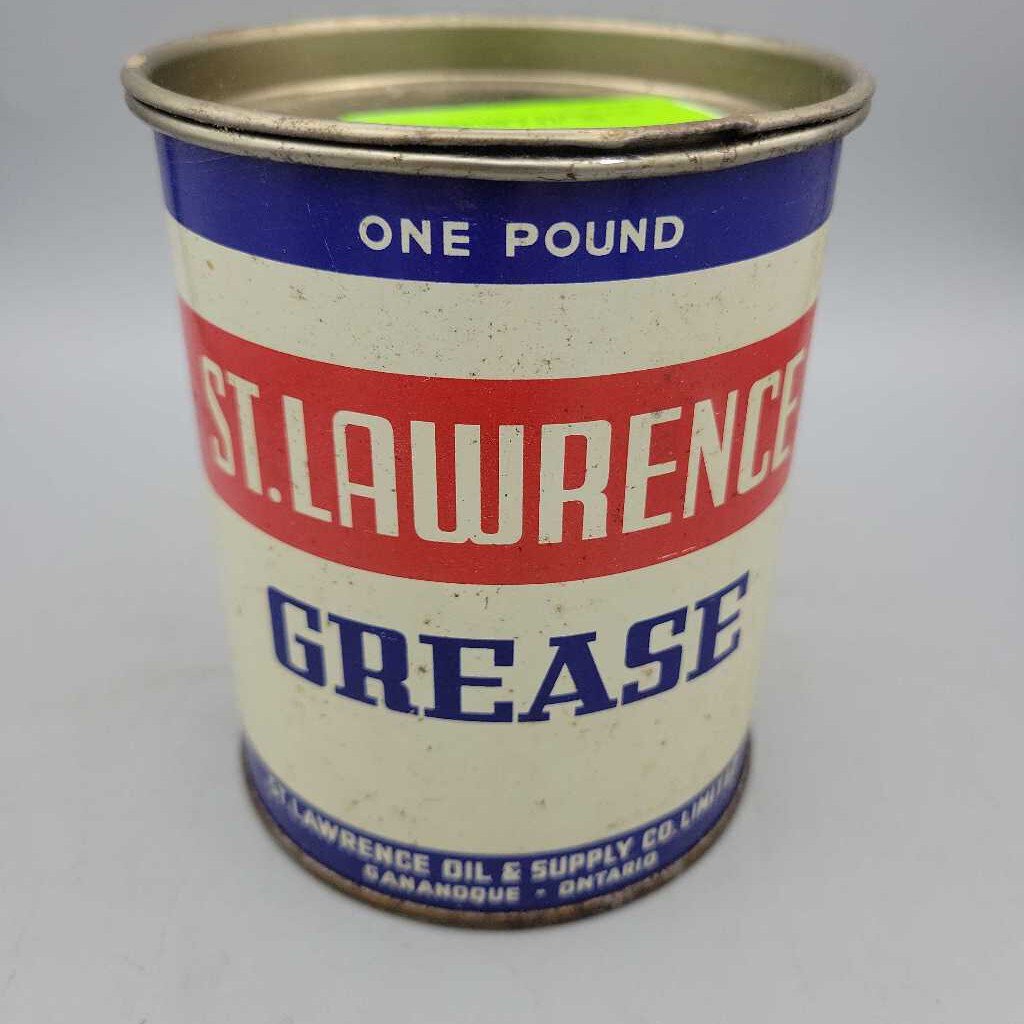 ONE POUND
ST. LAWRENCE
GREASE
ST. LAWRENCE OIL & SUPPLY CO. LIMITED
GANANOQUE - ONTARIO